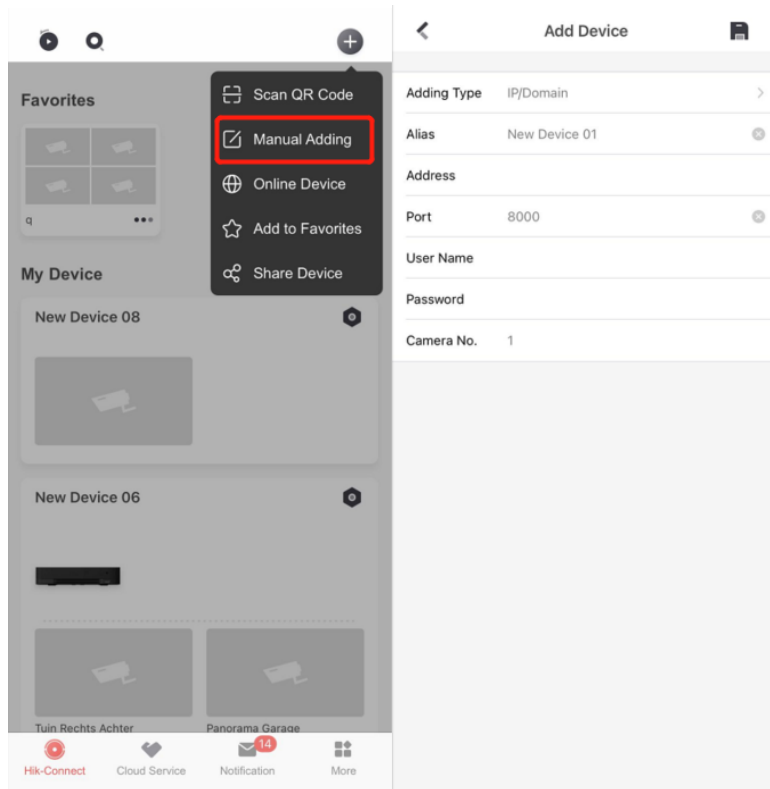 Favorites
q
My Device
New Device 08
New Device 06
Tuin Rechts Achter
Panorama Garage
Scan QR Code
Manual Adding
Online Device
Add to Favorites
Share Device
14
Hik-Connect
Cloud Service
Notification
More
Add Device
Adding Type IP/Domain
Alias New Device 01
Address
Port 8000
User Name
Password
Camera No. 1